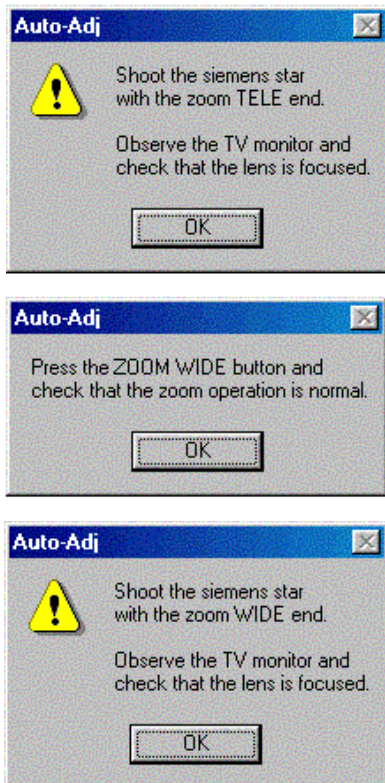 Auto-Adj
Shoot the siemens star
with the zoom TELE end.
Observe the TV monitor and
check that the lens is focused.
OK
Auto-Adj
Press the ZOOM WIDE button and
check that the zoom operation is normal.
OK
Auto-Adj
Shoot the siemens star
with the zoom WIDE end.
Observe the TV monitor and
check that the lens is focused.
OK